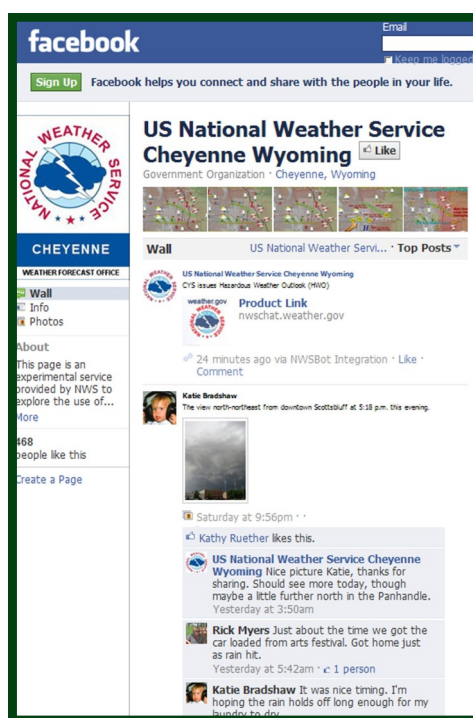 facebook
Email
Keep me logged
Sign Up
Facebook helps you connect and share with the people in your life.
NATIONAL WEATHER SERVICE
CHEYENNE
WEATHER FORECAST OFFICE
Wall
Info
Photos
About
This page is an
experimental service
provided by NWS to
explore the use of...
More
468
people like this
Create a Page
US National Weather Service
Cheyenne Wyoming Like
Government Organization · Cheyenne, Wyoming
Wall
US National Weather Servi... · Top Posts
US National Weather Service Cheyenne Wyoming
CYS issues Hazardous Weather Outlook (HWO)
weather.gov
Product Link
nwschat.weather.gov
24 minutes ago via NWSBot Integration · Like ·
Comment
Katie Bradshaw
The view north-northeast from downtown Scottsbluff at 5:18 p.m. this evening.
Saturday at 9:56pm · ·
Kathy Ruether likes this.
US National Weather Service Cheyenne
Wyoming Nice picture Katie, thanks for
sharing. Should see more today, though
maybe a little further north in the Panhandle.
Yesterday at 3:50am
Rick Myers Just about the time we got the
car loaded from arts festival. Got home just
as rain hit.
Yesterday at 5:42am · 1 person
Katie Bradshaw It was nice timing. I'm
hoping the rain holds off long enough for my
laundry to dry